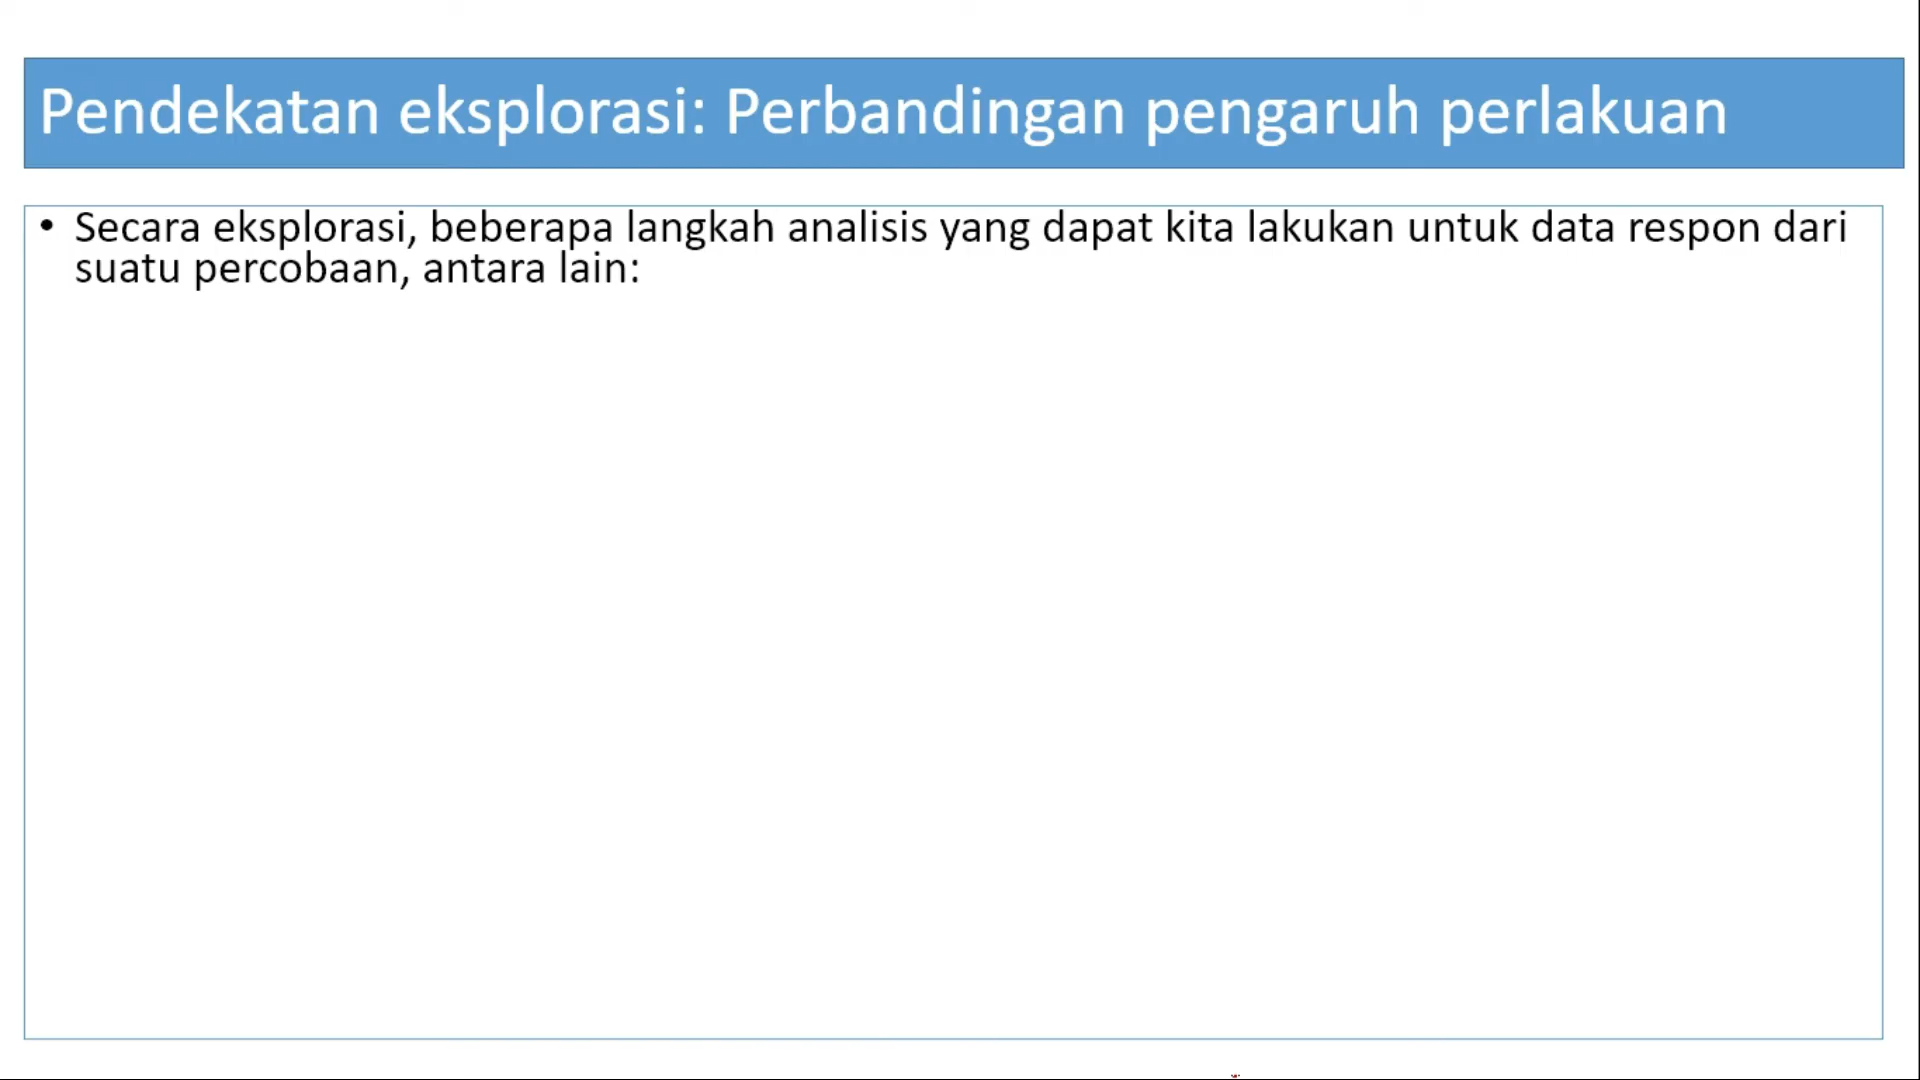 Pendekatan eksplorasi: Perbandingan pengaruh perlakuan
• Secara eksplorasi, beberapa langkah analisis yang dapat kita lakukan untuk data respon dari
suatu percobaan, antara lain: